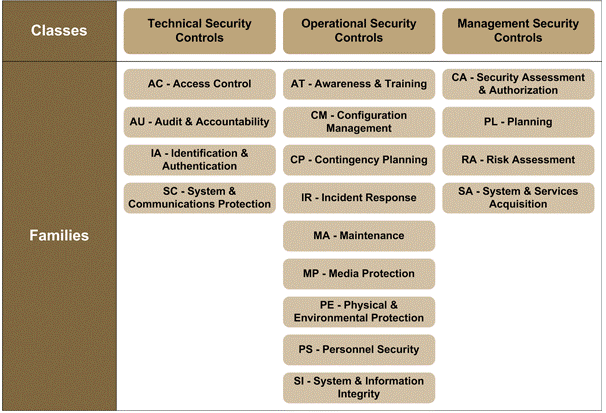 Classes
Technical Security
Controls
Operational Security
Controls
Management Security
Controls
Families
AC - Access Control
AU - Audit & Accountability
IA - Identification &
Authentication
SC - System &
Communications Protection
AT - Awareness & Training
CM - Configuration
Management
CP - Contingency Planning
IR - Incident Response
MA - Maintenance
MP - Media Protection
PE - Physical &
Environmental Protection
PS - Personnel Security
SI - System & Information
Integrity
CA - Security Assessment
& Authorization
PL - Planning
RA - Risk Assessment
SA - System & Services
Acquisition